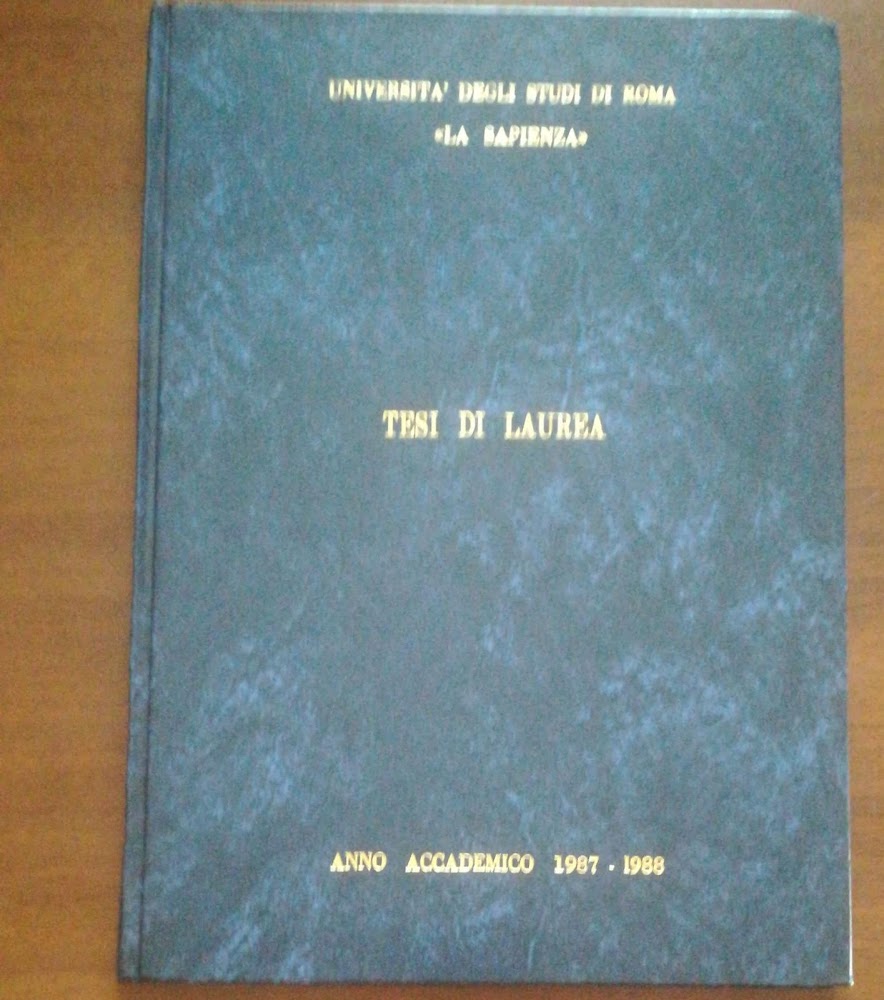 UNIVERSITA' DEGLI STUDI DI ROMA
«LA SAPIENZA»
TESI DI LAUREA
ANNO ACCADEMICO 1987 - 1988